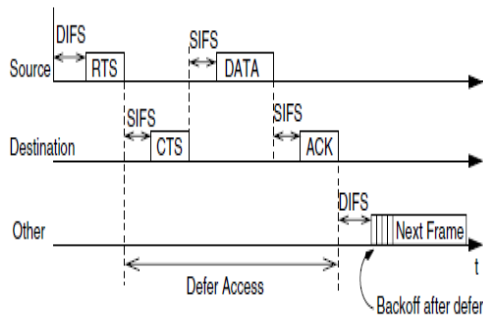 DIFS
SIFS
Source
RTS
DATA
SIFS
SIFS
Destination
CTS
ACK
DIFS
Other
Next Frame
t
Defer Access
Backoff after defer